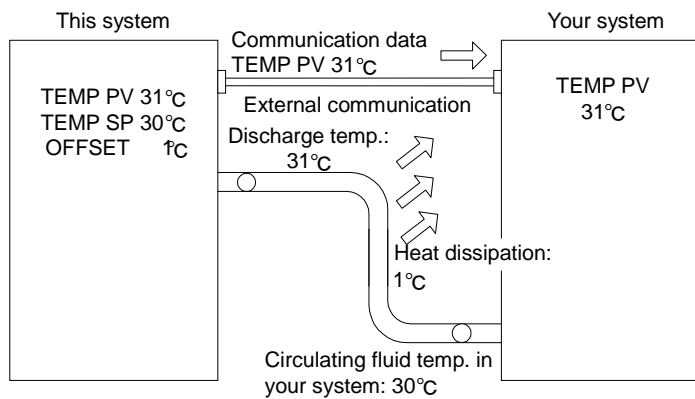 This system
Your system
Communication data
TEMP PV 31℃
External communication
TEMP PV 31℃
TEMP SP 30℃
OFFSET 1℃
TEMP PV
31℃
Discharge temp.:
31℃
Heat dissipation:
1℃
Circulating fluid temp. in
your system: 30℃